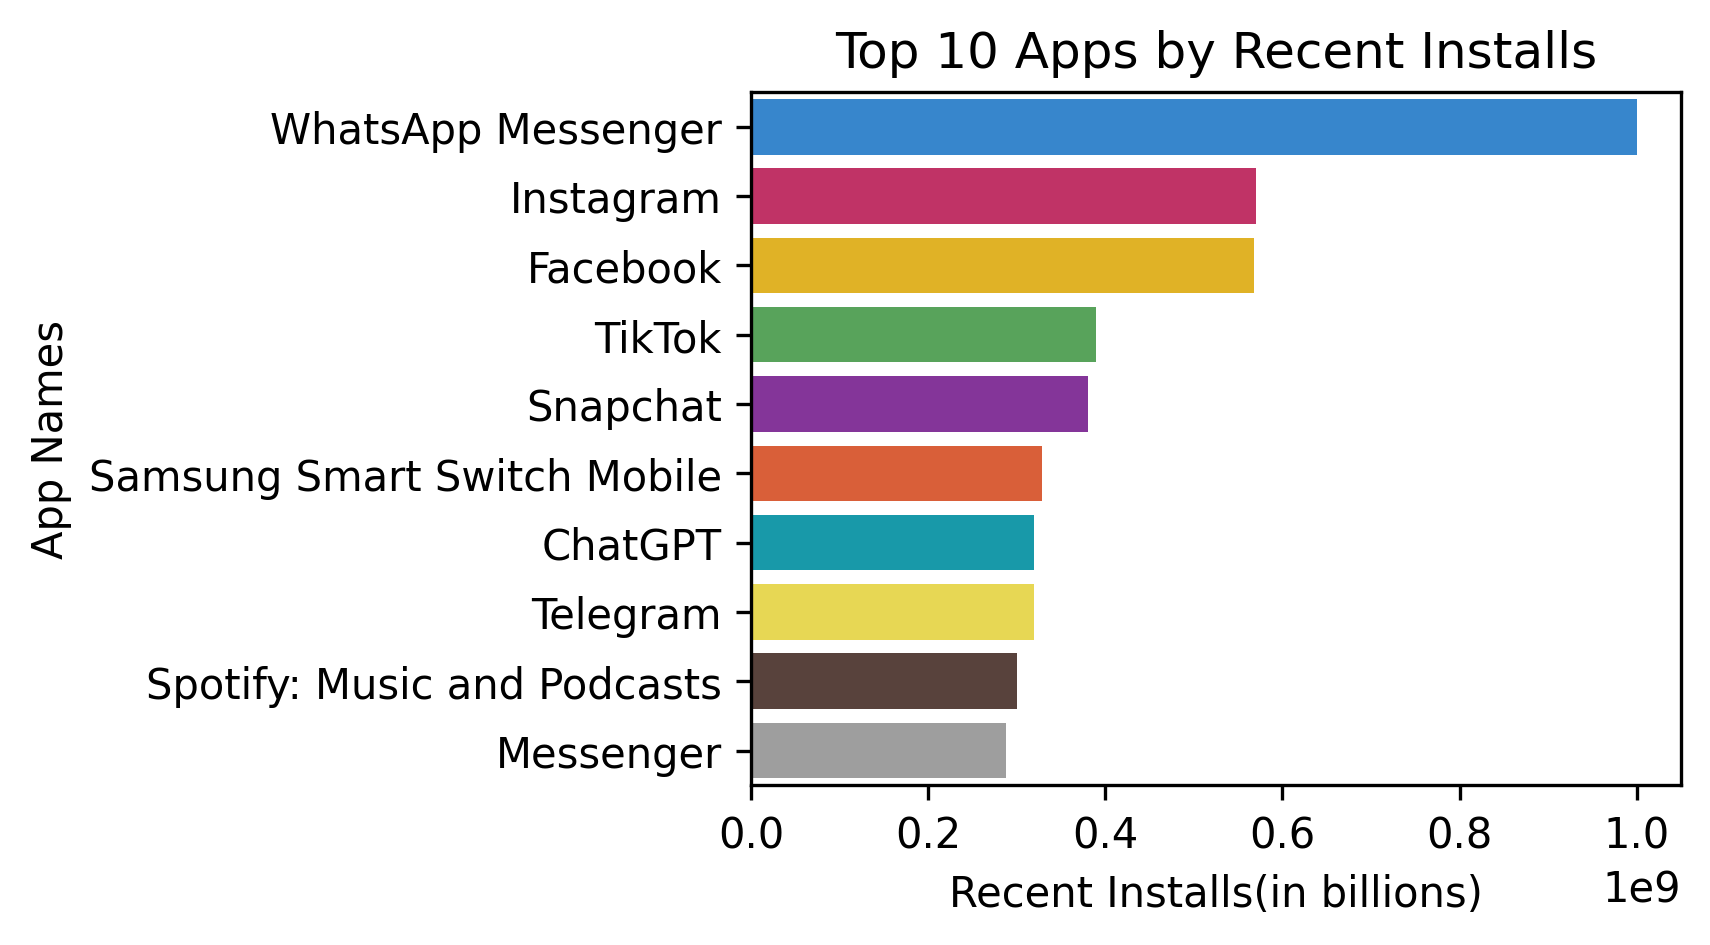 Top 10 Apps by Recent Installs
App Names
WhatsApp Messenger
Instagram
Facebook
TikTok
Snapchat
Samsung Smart Switch Mobile
ChatGPT
Telegram
Spotify: Music and Podcasts
Messenger
0.0 0.2 0.4 0.6 0.8 1.0
1e9
Recent Installs(in billions)